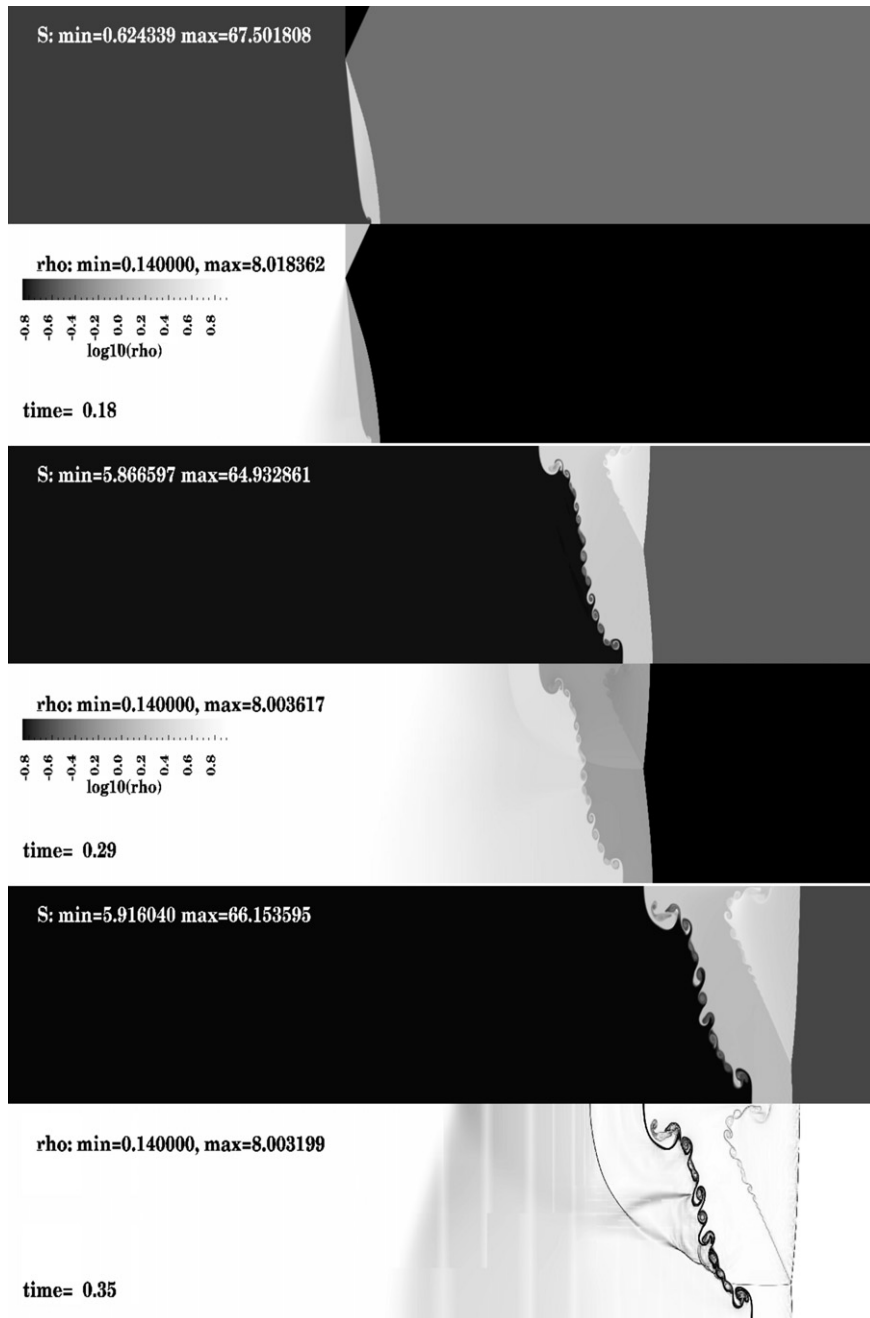 S: min=0.624339 max=67.501808
rho: min=0.140000, max=8.018362
-0.8 -0.6 -0.4 -0.2 0.0 0.2 0.4 0.6 0.8
log10(rho)
time= 0.18
S: min=5.866597 max=64.932861
rho: min=0.140000, max=8.003617
-0.8 -0.6 -0.4 -0.2 0.0 0.2 0.4 0.6 0.8
log10(rho)
time= 0.29
S: min=5.916040 max=66.153595
rho: min=0.140000, max=8.003199
time= 0.35